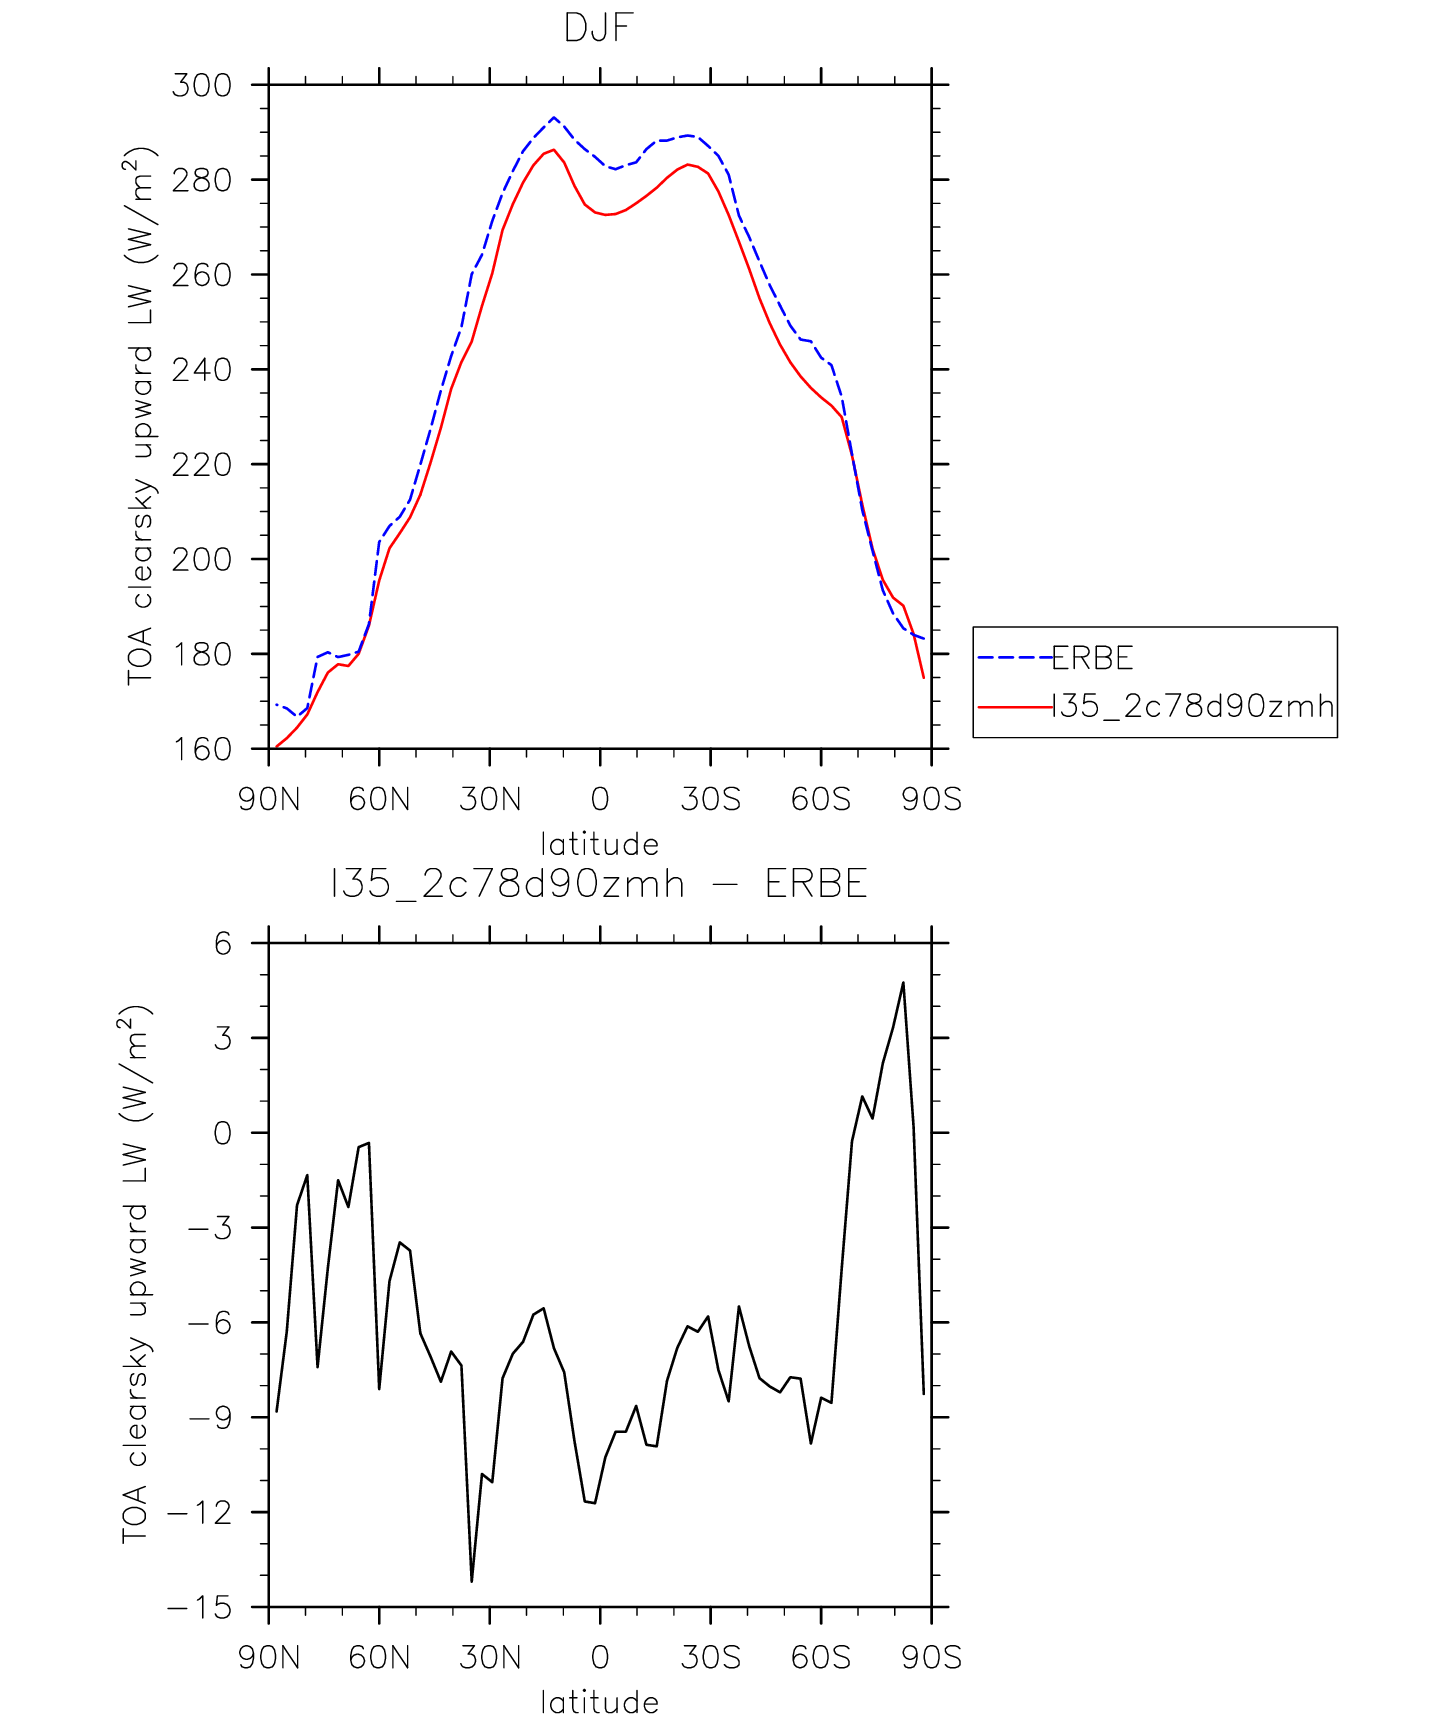 DJF
TOA clearsky upward LW (W/m²)
300
280
260
240
220
200
180
160
90N 60N 30N 0 30S 60S 90S
latitude
ERBE
I35_2c78d90zmh
I35_2c78d90zmh − ERBE
TOA clearsky upward LW (W/m²)
6
3
0
−3
−6
−9
−12
−15
90N 60N 30N 0 30S 60S 90S
latitude